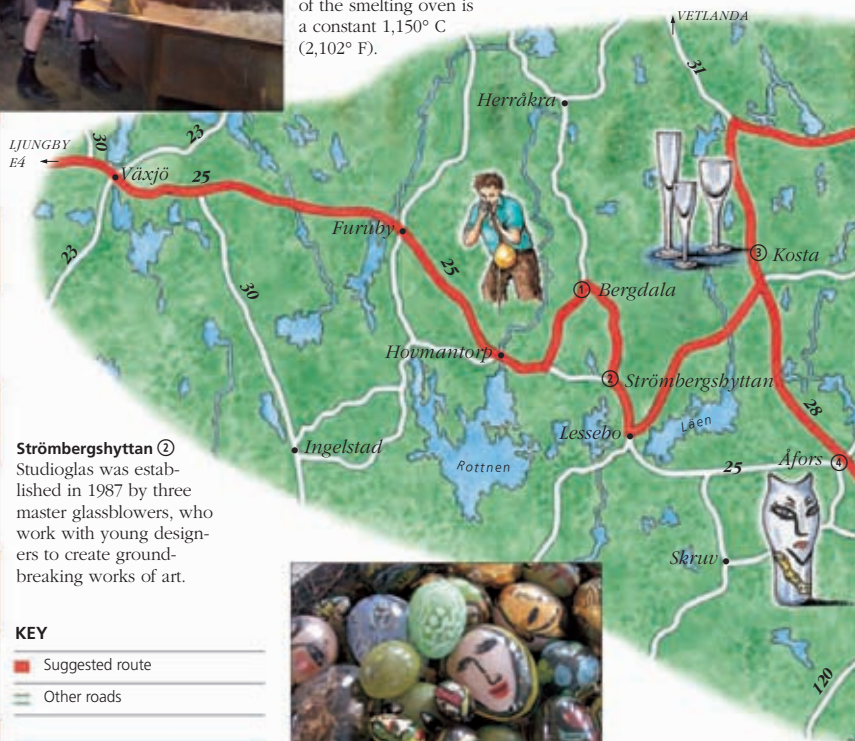 of the smelting oven is
a constant 1,150° C
(2,102° F).
VETLANDA
31
Herråkra
LJUNGBY
E4
30
23
Växjö
25
Furuby
Kosta
3
23
30
25
1
Bergdala
Hovmantorp
2
Strömbergshyttan
28
Lessebo
Låen
Ingelstad
Rottnen
25
Åfors
4
Skruv
120
Strömbergshyttan 2
Studioglas was estab-
lished in 1987 by three
master glassblowers, who
work with young design-
ers to create ground-
breaking works of art.
KEY
Suggested route
Other roads